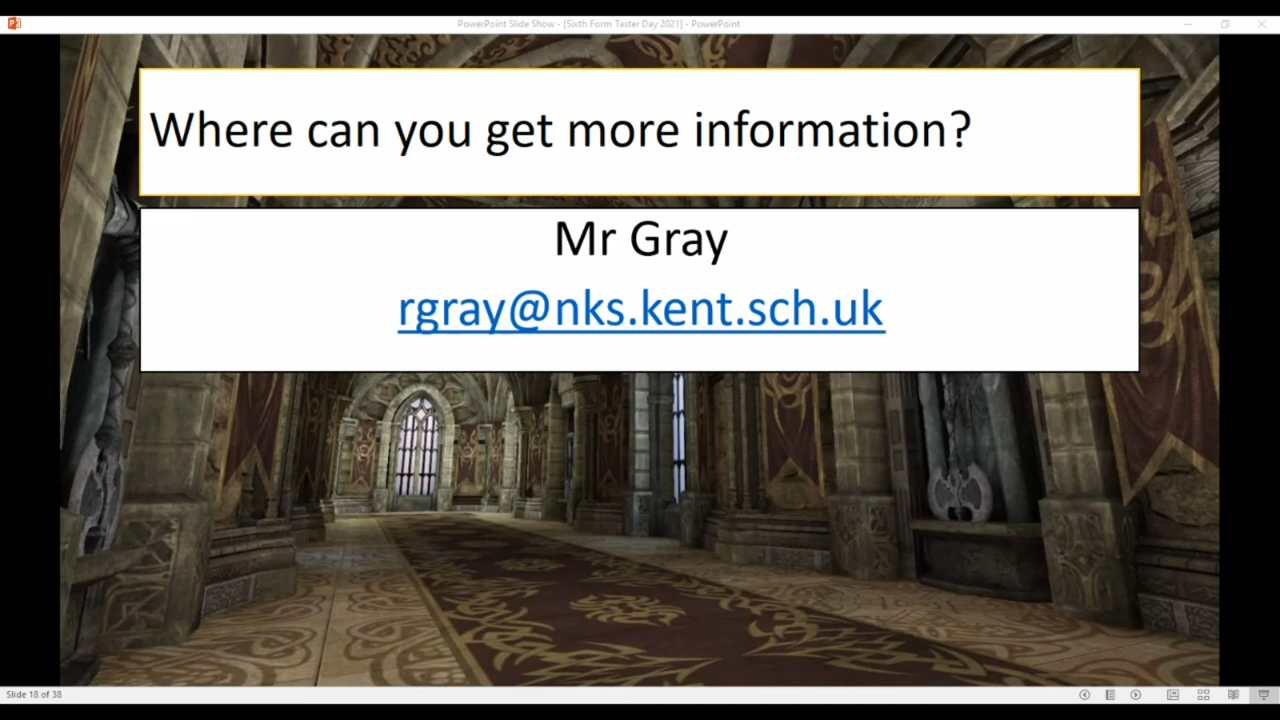 PowerPoint Slide Show - [Sixth Form Taster Day 2021] - PowerPoint
Where can you get more information?
Mr Gray
rgray@nks.kent.sch.uk
Slide 18 of 38